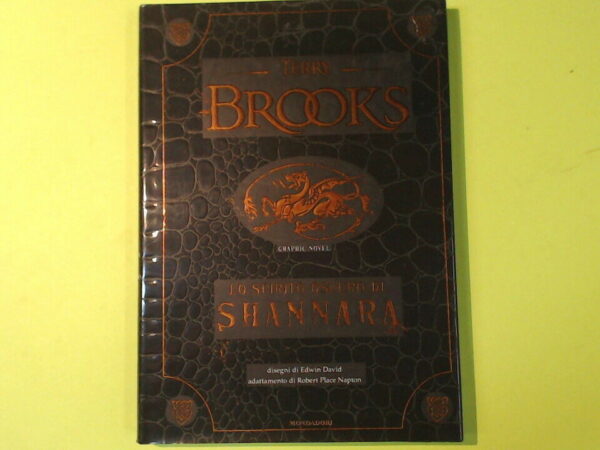 TERRY
BROOKS
GRAPHIC NOVEL
LO SPIRITO OSCURO DI
SHANNARA
disegni di Edwin David
adattamento di Robert Place Napton
MONDADORI